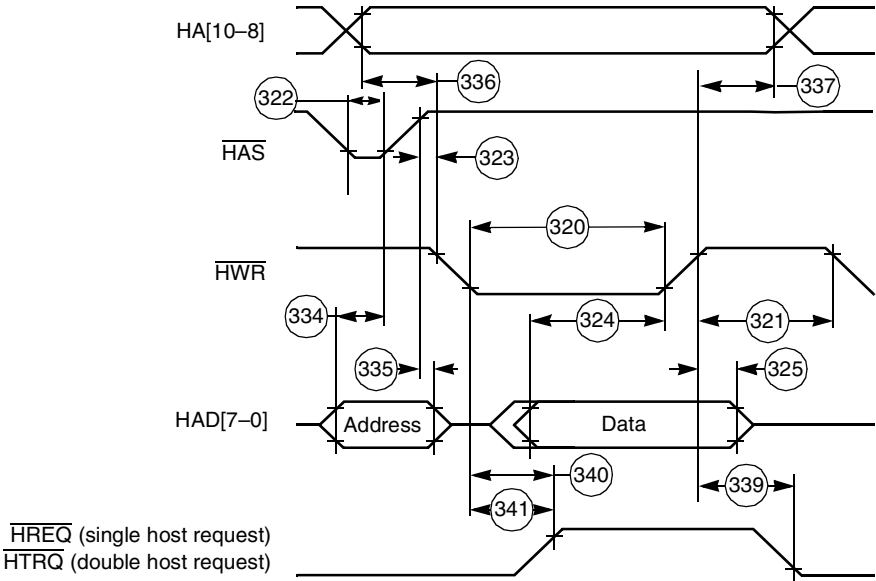 HA[10–8]
336
337
322
HAS
323
320
HWR
334
324
321
335
325
HAD[7–0]
Address
Data
340
341
339
HREQ (single host request)
HTRQ (double host request)